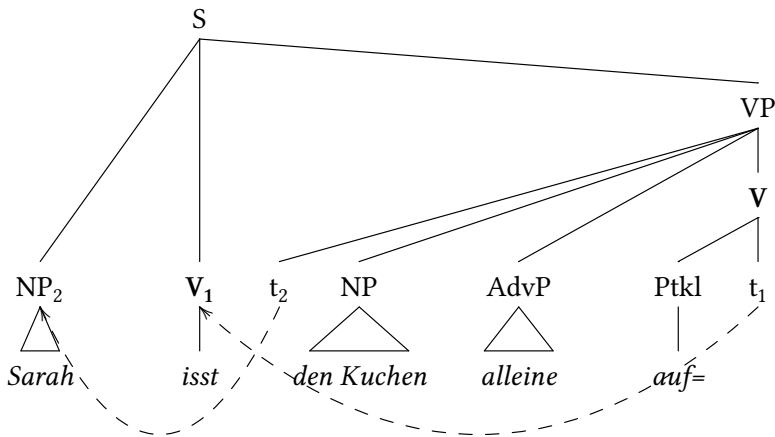 S
VP
V
NP₂ V₁ t₂ NP AdvP Ptkl t₁
Sarah isst den Kuchen alleine auf=